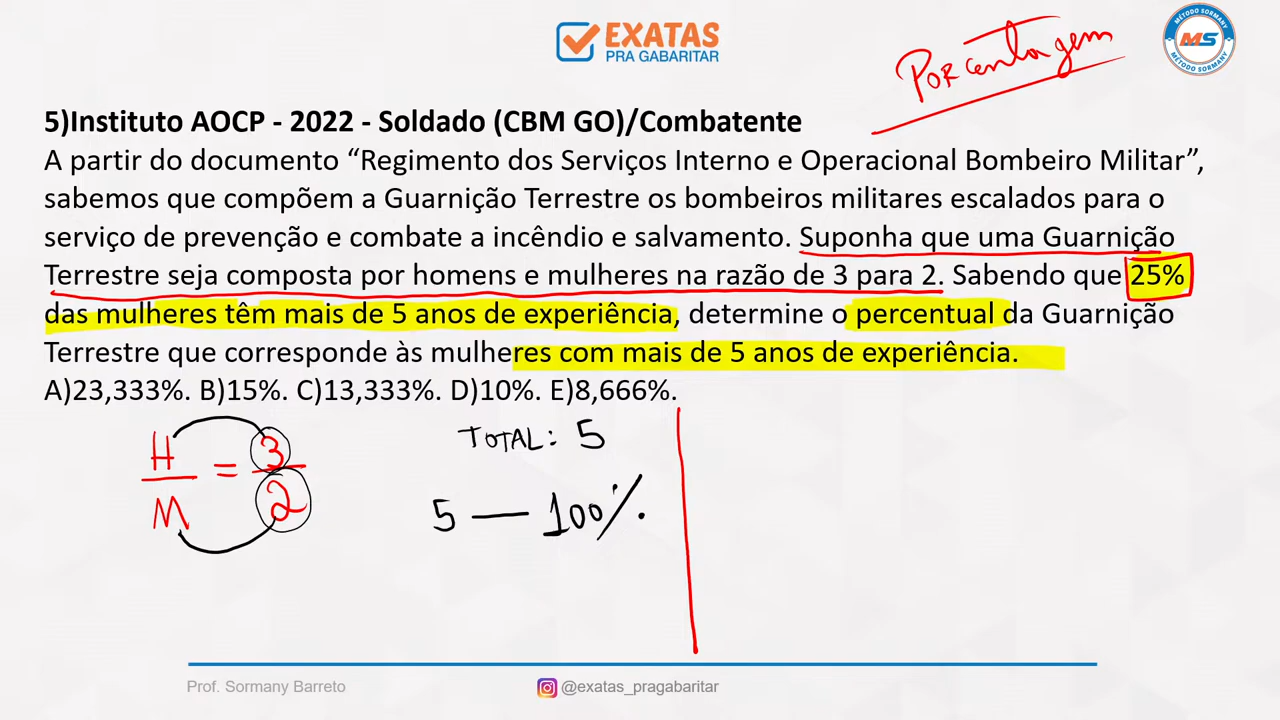 EXATAS
PRA GABARITAR
MÉTODO SORMANY
MS
MÉTODO SORMANY
Porcentagem
5)Instituto AOCP - 2022 - Soldado (CBM GO)/Combatente
A partir do documento “Regimento dos Serviços Interno e Operacional Bombeiro Militar”,
sabemos que compõem a Guarnição Terrestre os bombeiros militares escalados para o
serviço de prevenção e combate a incêndio e salvamento. Suponha que uma Guarnição
Terrestre seja composta por homens e mulheres na razão de 3 para 2. Sabendo que 25%
das mulheres têm mais de 5 anos de experiência, determine o percentual da Guarnição
Terrestre que corresponde às mulheres com mais de 5 anos de experiência.
A)23,333%. B)15%. C)13,333%. D)10%. E)8,666%.
H/M = 3/2
TOTAL: 5
5 — 100%
Prof. Sormany Barreto
@exatas_pragabaritar